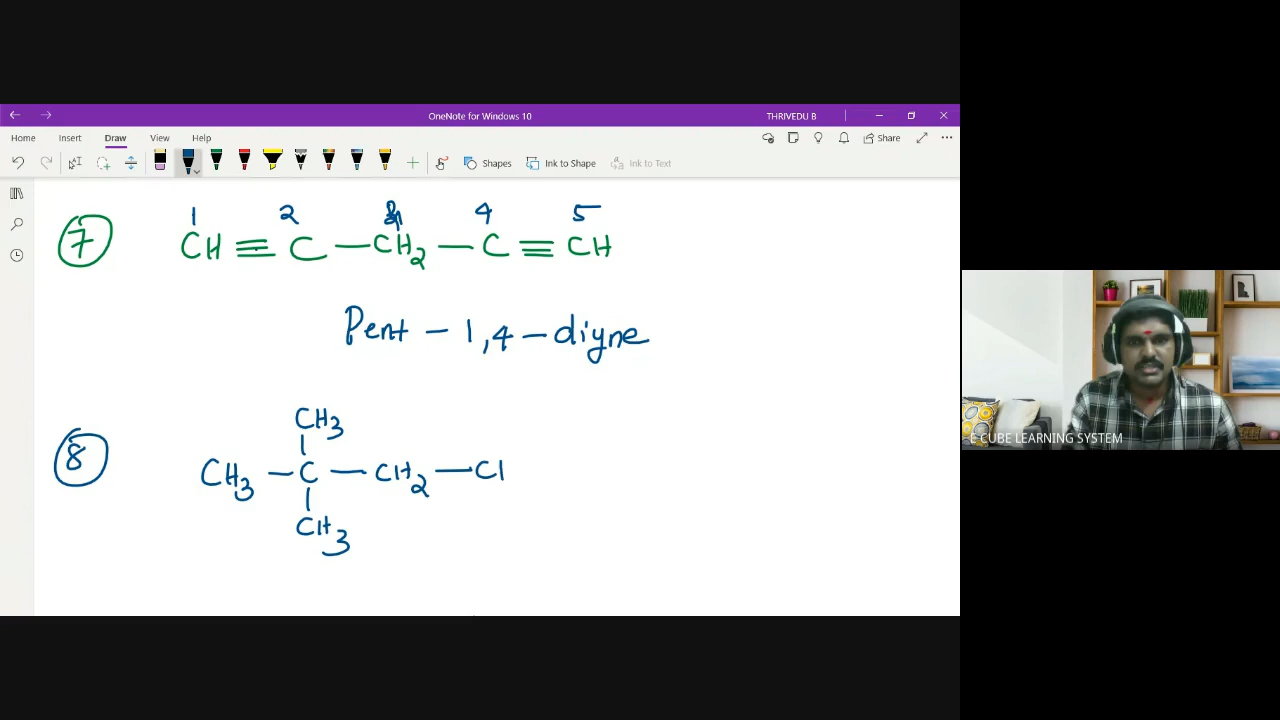 OneNote for Windows 10
THRIVEDU B
Home Insert Draw View Help
Share
Shapes Ink to Shape Ink to Text
1 2 4 5
7 CH ≡ C — CH2 — C ≡ CH
Pent - 1,4 - diyne
CH3
8 CH3 — C — CH2 — Cl
CH3
E CUBE LEARNING SYSTEM